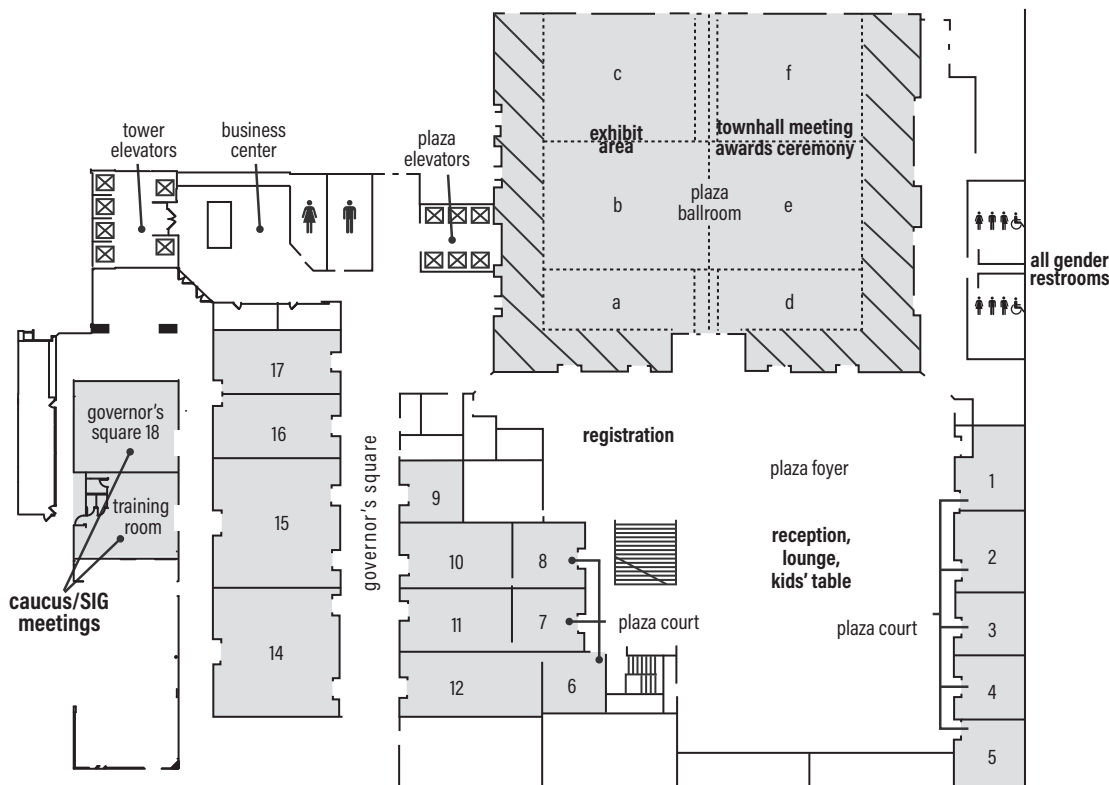 c
f
tower
elevators
business
center
plaza
elevators
exhibit
area
townhall meeting
awards ceremony
plaza
ballroom
b
e
all gender
restrooms
a
d
17
governor's
square 18
16
registration
plaza foyer
governor's square
9
1
training
room
15
reception,
lounge,
kids' table
10
8
2
caucus/SIG
meetings
11
7
plaza court
plaza court
3
14
12
6
4
5